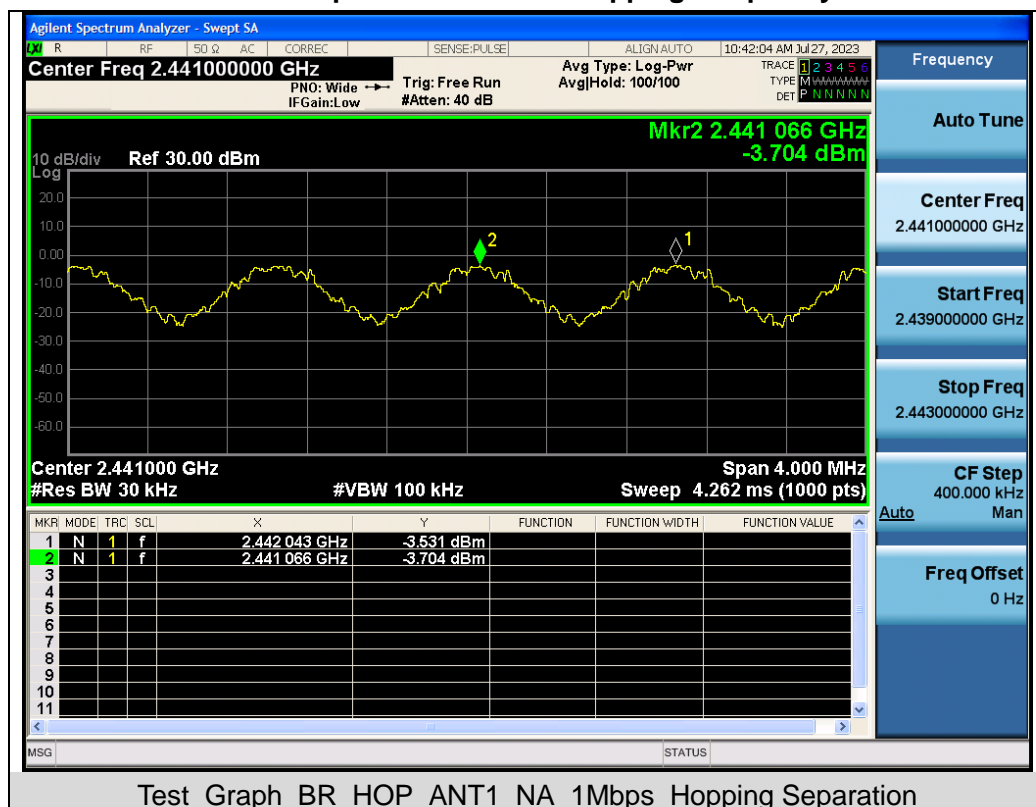 Agilent Spectrum Analyzer - Swept SA
LXI R RF 50 Ω AC CORREC SENSE:PULSE ALIGN AUTO 10:42:04 AM Jul 27, 2023
Center Freq 2.441000000 GHz
PNO: Wide
IFGain:Low
Trig: Free Run
#Atten: 40 dB
Avg Type: Log-Pwr
Avg|Hold: 100/100
TRACE 1 2 3 4 5 6
TYPE M
DET P N N N N N
Mkr2 2.441 066 GHz
-3.704 dBm
10 dB/div Ref 30.00 dBm
Log
20.0
10.0
0.00
-10.0
-20.0
-30.0
-40.0
-50.0
-60.0
2
1
Center 2.441000 GHz Span 4.000 MHz
#Res BW 30 kHz #VBW 100 kHz Sweep 4.262 ms (1000 pts)
MKR MODE TRC SCL X Y FUNCTION FUNCTION WIDTH FUNCTION VALUE
1 N 1 f 2.442 043 GHz -3.531 dBm
2 N 1 f 2.441 066 GHz -3.704 dBm
3
4
5
6
7
8
9
10
11
MSG STATUS
Frequency
Auto Tune
Center Freq
2.441000000 GHz
Start Freq
2.439000000 GHz
Stop Freq
2.443000000 GHz
CF Step
400.000 kHz
Auto Man
Freq Offset
0 Hz
Test_Graph_BR_HOP_ANT1_NA_1Mbps_Hopping Separation